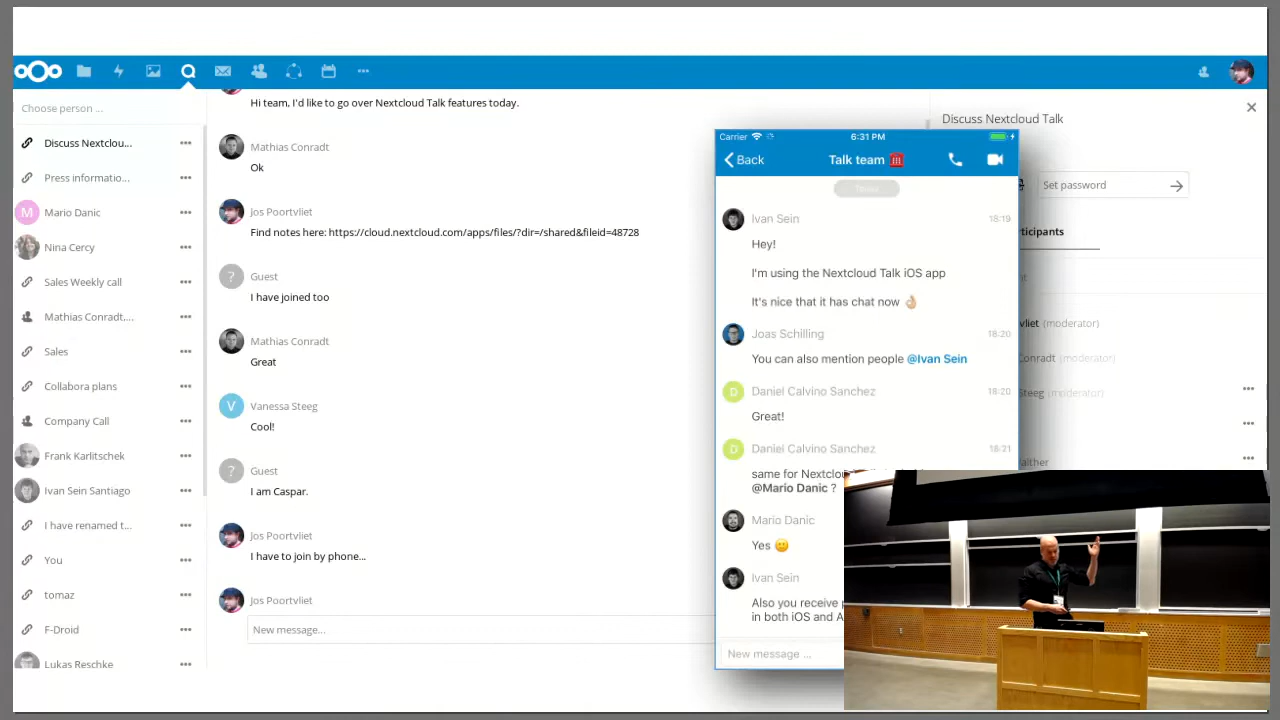 Choose person ...
Discuss Nextclou...
Press informatio...
M
Mario Danic
Nina Cercy
Sales Weekly call
Mathias Conradt,...
Sales
Collabora plans
Company Call
Frank Karlitschek
Ivan Sein Santiago
I have renamed t...
You
tomaz
F-Droid
Lukas Reschke
Hi team, I'd like to go over Nextcloud Talk features today.
Mathias Conradt
Ok
Jos Poortvliet
Find notes here: https://cloud.nextcloud.com/apps/files/?dir=/shared&fileid=48728
? Guest
I have joined too
Mathias Conradt
Great
V Vanessa Steeg
Cool!
? Guest
I am Caspar.
Jos Poortvliet
I have to join by phone...
Jos Poortvliet
New message...
Carrier 6:31 PM
Back Talk team
Today
Ivan Sein 18:19
Hey!
I'm using the Nextcloud Talk iOS app
It's nice that it has chat now 👌🏼
Joas Schilling 18:20
You can also mention people @Ivan Sein
D Daniel Calvino Sanchez 18:20
Great!
D Daniel Calvino Sanchez 18:21
same for Nextclou
@Mario Danic ?
Mario Danic
Yes 🙂
Ivan Sein
Also you receive
in both iOS and A
New message ...
Discuss Nextcloud Talk
Set password
ticipants
vliet (moderator)
Conradt (moderator)
Steeg (moderator)
alther